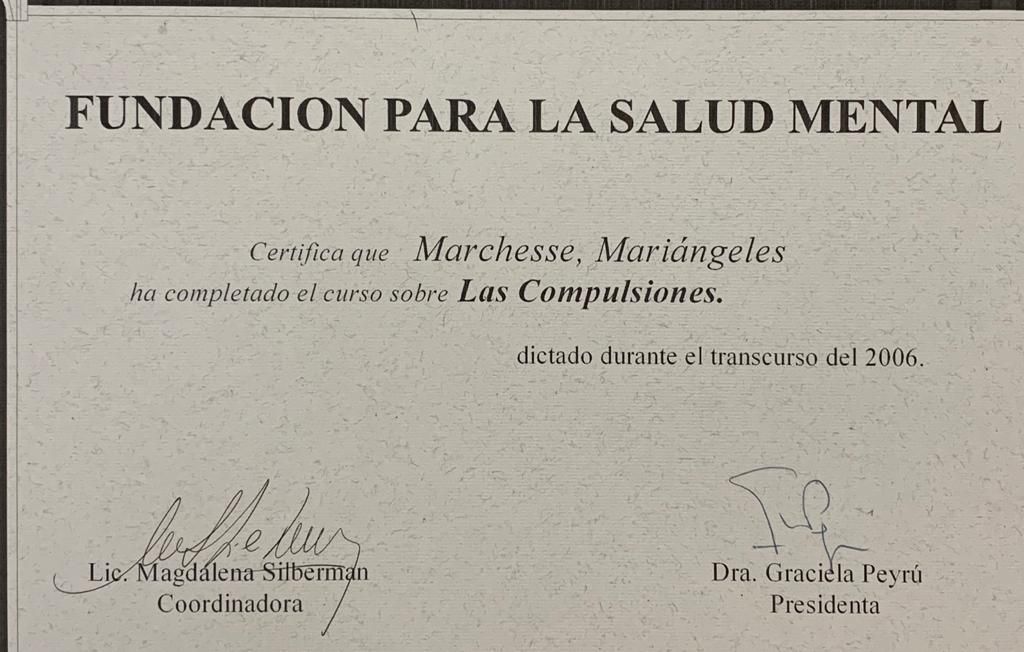 FUNDACION PARA LA SALUD MENTAL
Certifica que Marchesse, Mariángeles
ha completado el curso sobre Las Compulsiones.
dictado durante el transcurso del 2006.
Lic. Magdalena Silberman
Coordinadora
Dra. Graciela Peyrú
Presidenta